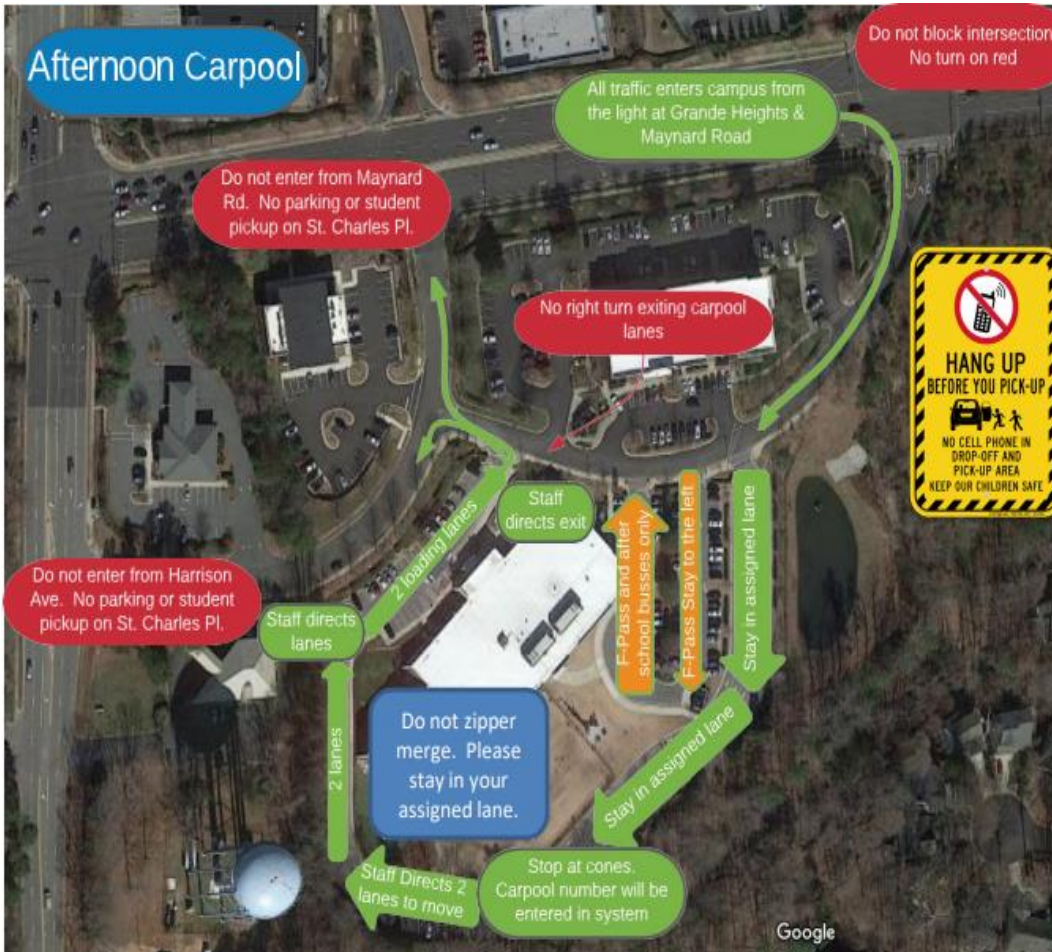 Afternoon Carpool
Do not block intersection
No turn on red
All traffic enters campus from
the light at Grande Heights &
Maynard Road
Do not enter from Maynard
Rd. No parking or student
pickup on St. Charles Pl.
No right turn exiting carpool
lanes
HANG UP
BEFORE YOU PICK-UP
NO CELL PHONE IN
DROP-OFF AND
PICK-UP AREA
KEEP OUR CHILDREN SAFE
Staff
directs exit
2 loading lanes
F-Pass and after
school busses only
F-Pass Stay to the left
Stay in assigned lane
Do not enter from Harrison
Ave. No parking or student
pickup on St. Charles Pl.
Staff directs
lanes
2 lanes
Do not zipper
merge. Please
stay in your
assigned lane.
Stay in assigned lane
Staff Directs 2
lanes to move
Stop at cones.
Carpool number will be
entered in system
Google